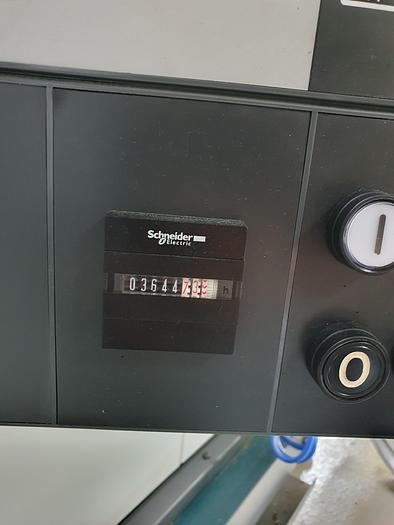 Schneider
Electric
03644 h
I
O